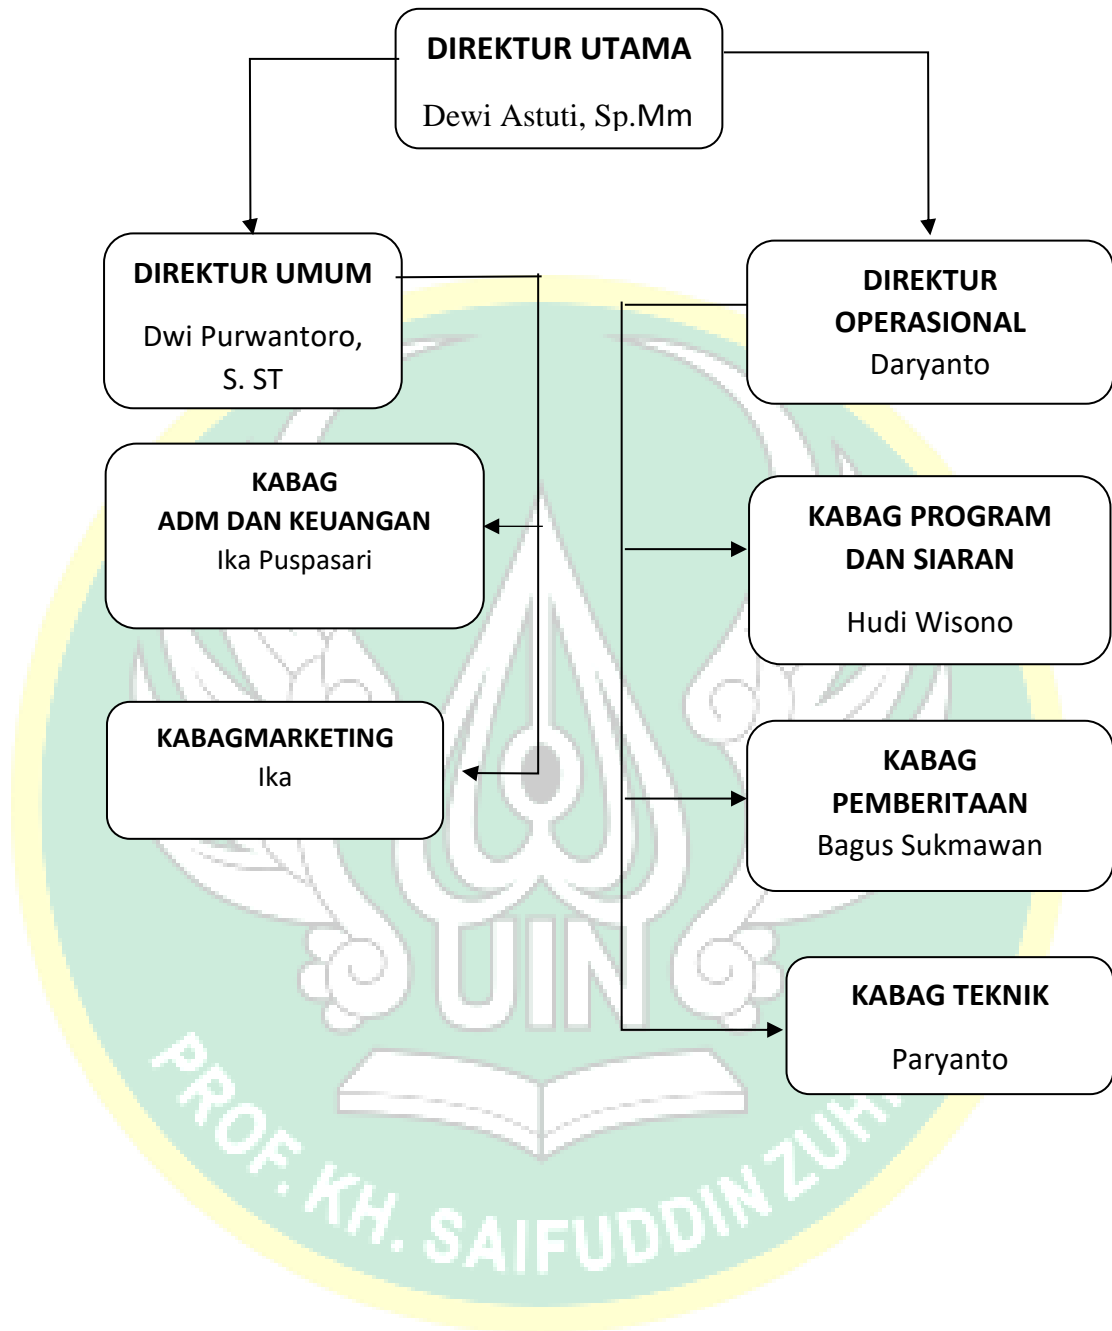 DIREKTUR UTAMA
Dewi Astuti, Sp.Mm
DIREKTUR UMUM
Dwi Purwantoro,
S. ST
DIREKTUR
OPERASIONAL
Daryanto
KABAG
ADM DAN KEUANGAN
Ika Puspasari
KABAG PROGRAM
DAN SIARAN
Hudi Wisono
KABAGMARKETING
Ika
KABAG
PEMBERITAAN
Bagus Sukmawan
KABAG TEKNIK
Paryanto
UIN
PROF. KH. SAIFUDDIN